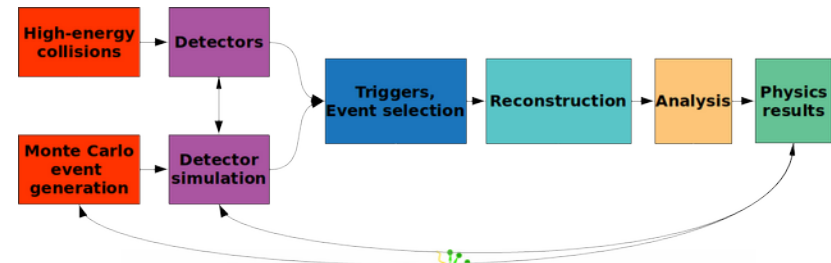 High-energy
collisions
Detectors
Monte Carlo
event
generation
Detector
simulation
Triggers,
Event selection
Reconstruction
Analysis
Physics
results